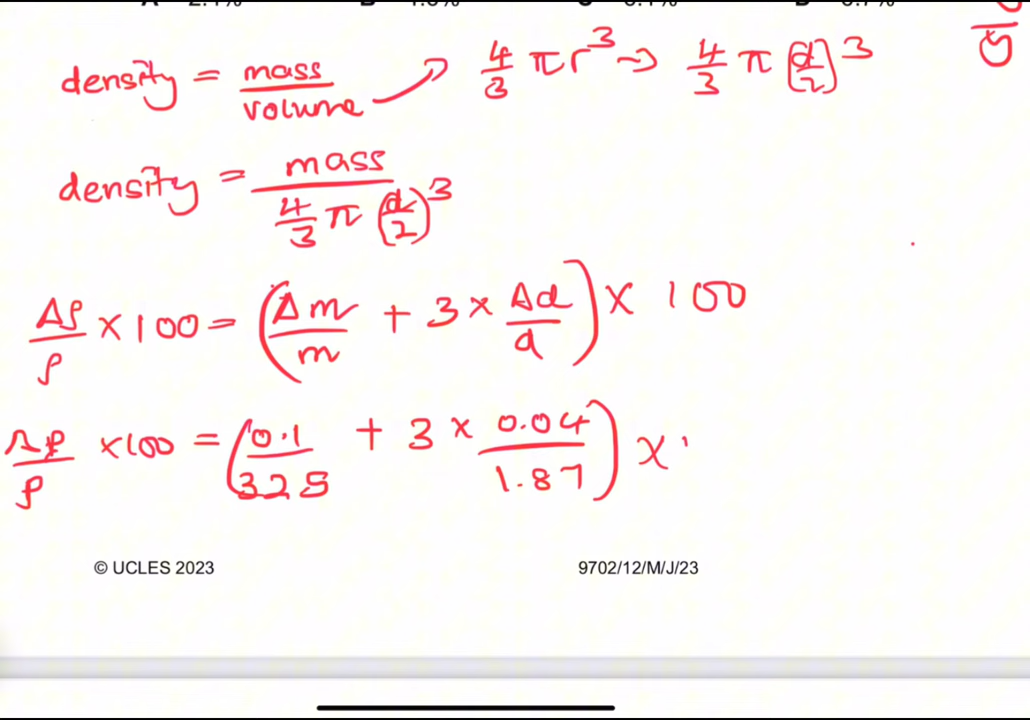 density = mass/volume → 4/3 πr³ → 4/3 π(d/2)³
density = mass / 4/3 π(d/2)³
Δρ/ρ × 100 = (Δm/m + 3 × Δd/d) × 100
Δρ/ρ × 100 = (0.1/32.5 + 3 × 0.04/1.87) ×
© UCLES 2023 9702/12/M/J/23